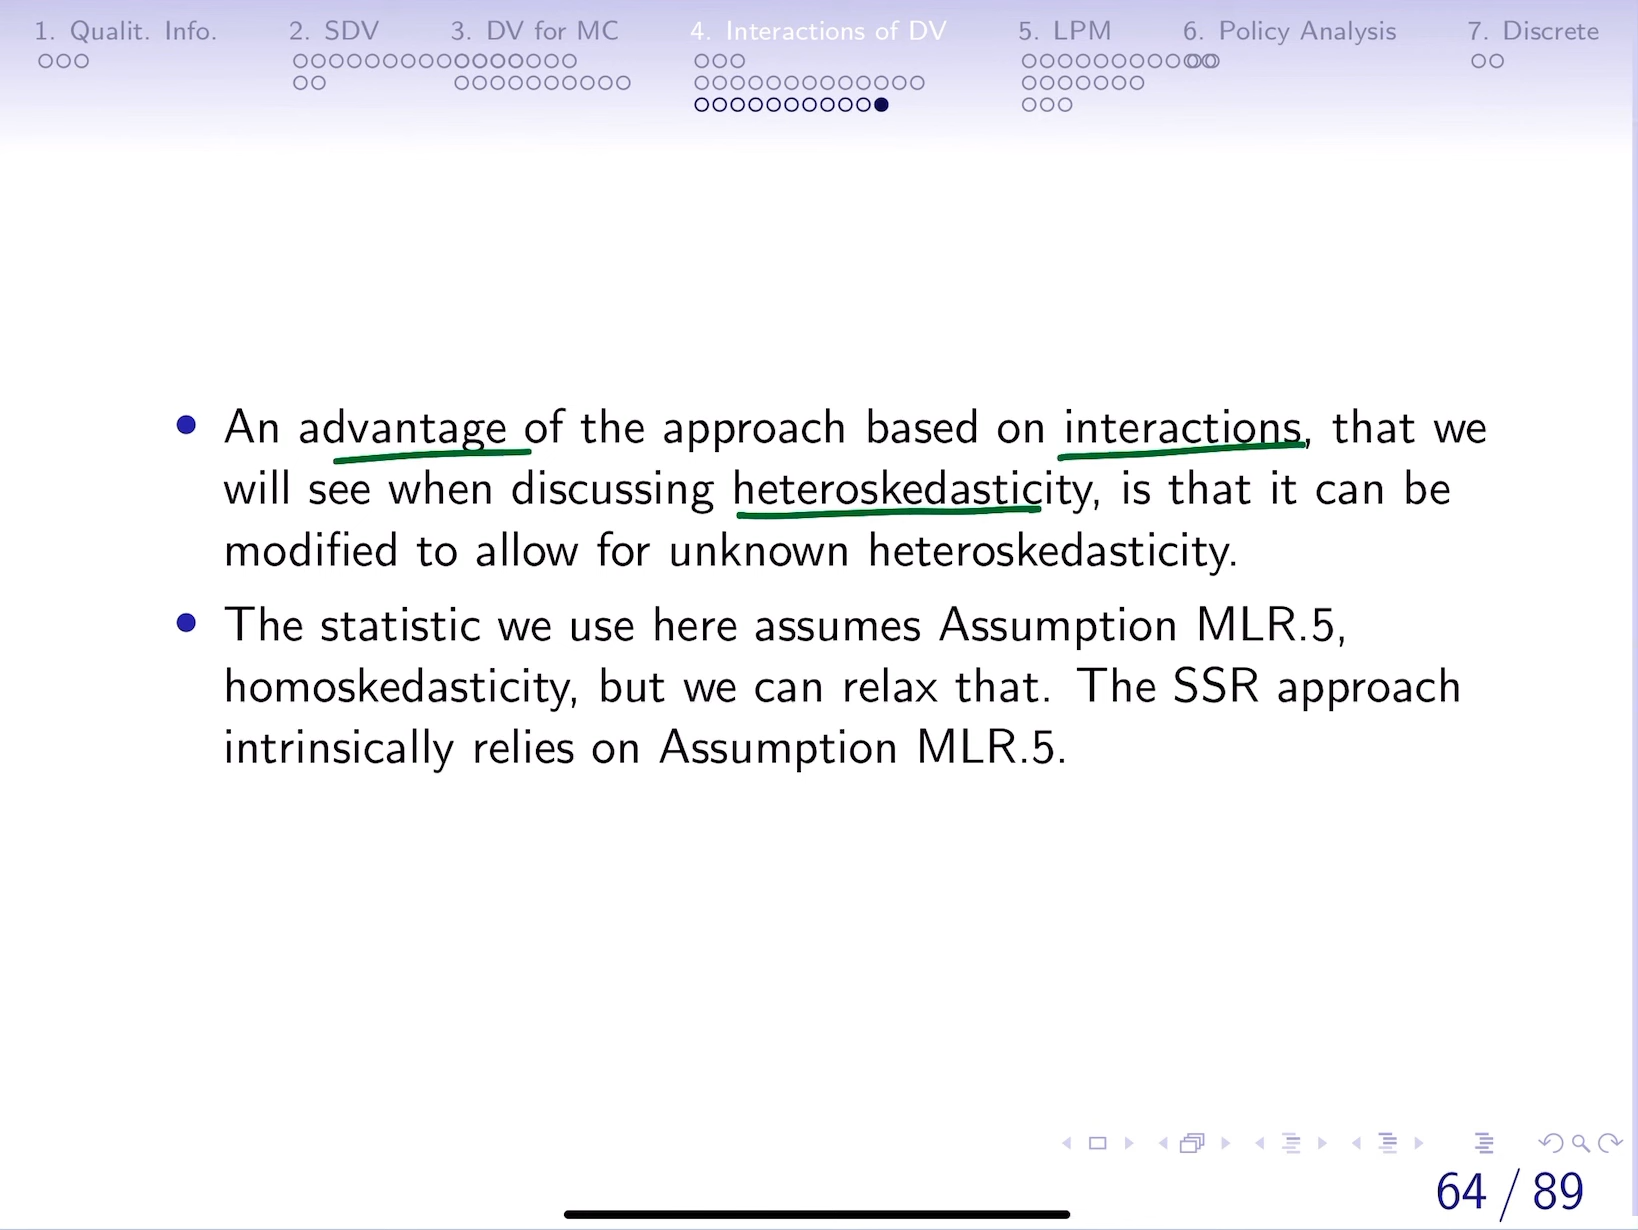 1. Qualit. Info. 2. SDV 3. DV for MC 4. Interactions of DV 5. LPM 6. Policy Analysis 7. Discrete
An advantage of the approach based on interactions, that we
will see when discussing heteroskedasticity, is that it can be
modified to allow for unknown heteroskedasticity.
The statistic we use here assumes Assumption MLR.5,
homoskedasticity, but we can relax that. The SSR approach
intrinsically relies on Assumption MLR.5.
64 / 89